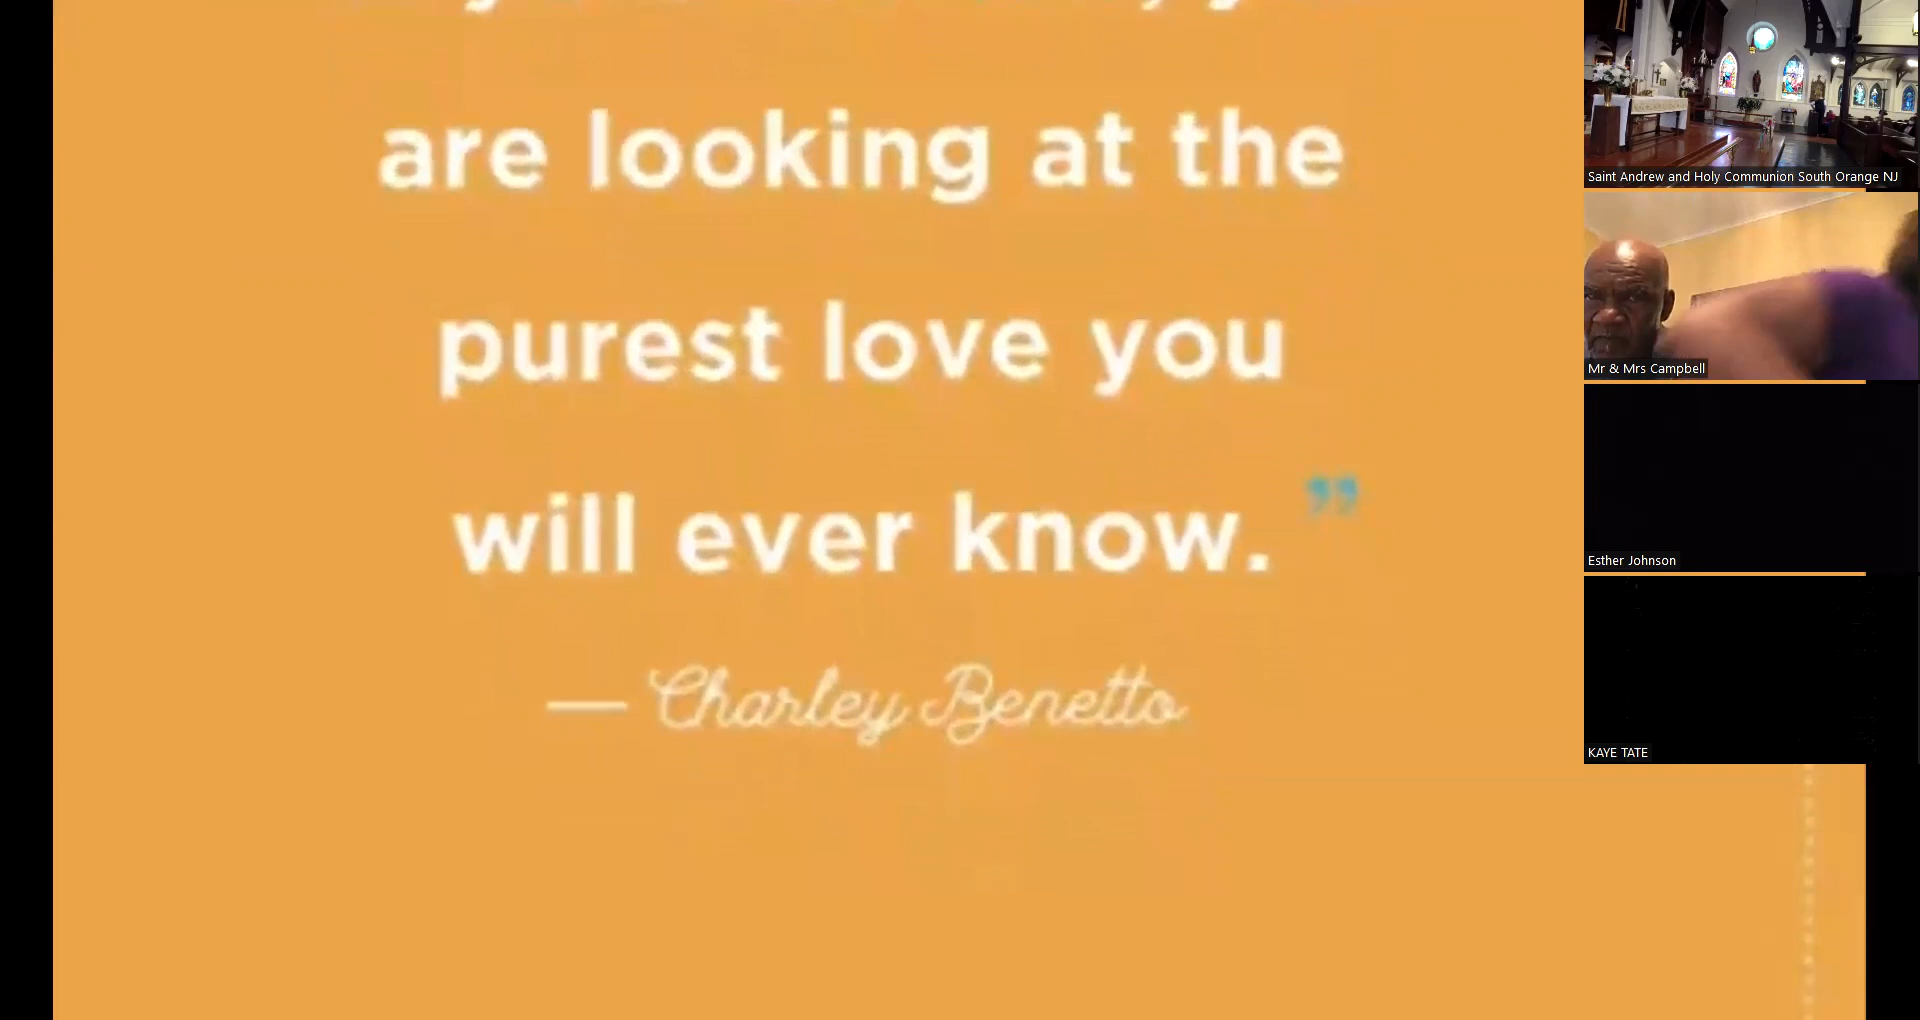 are looking at the
purest love you
will ever know.”
— Charley Benetto
Saint Andrew and Holy Communion South Orange NJ
Mr & Mrs Campbell
Esther Johnson
KAYE TATE